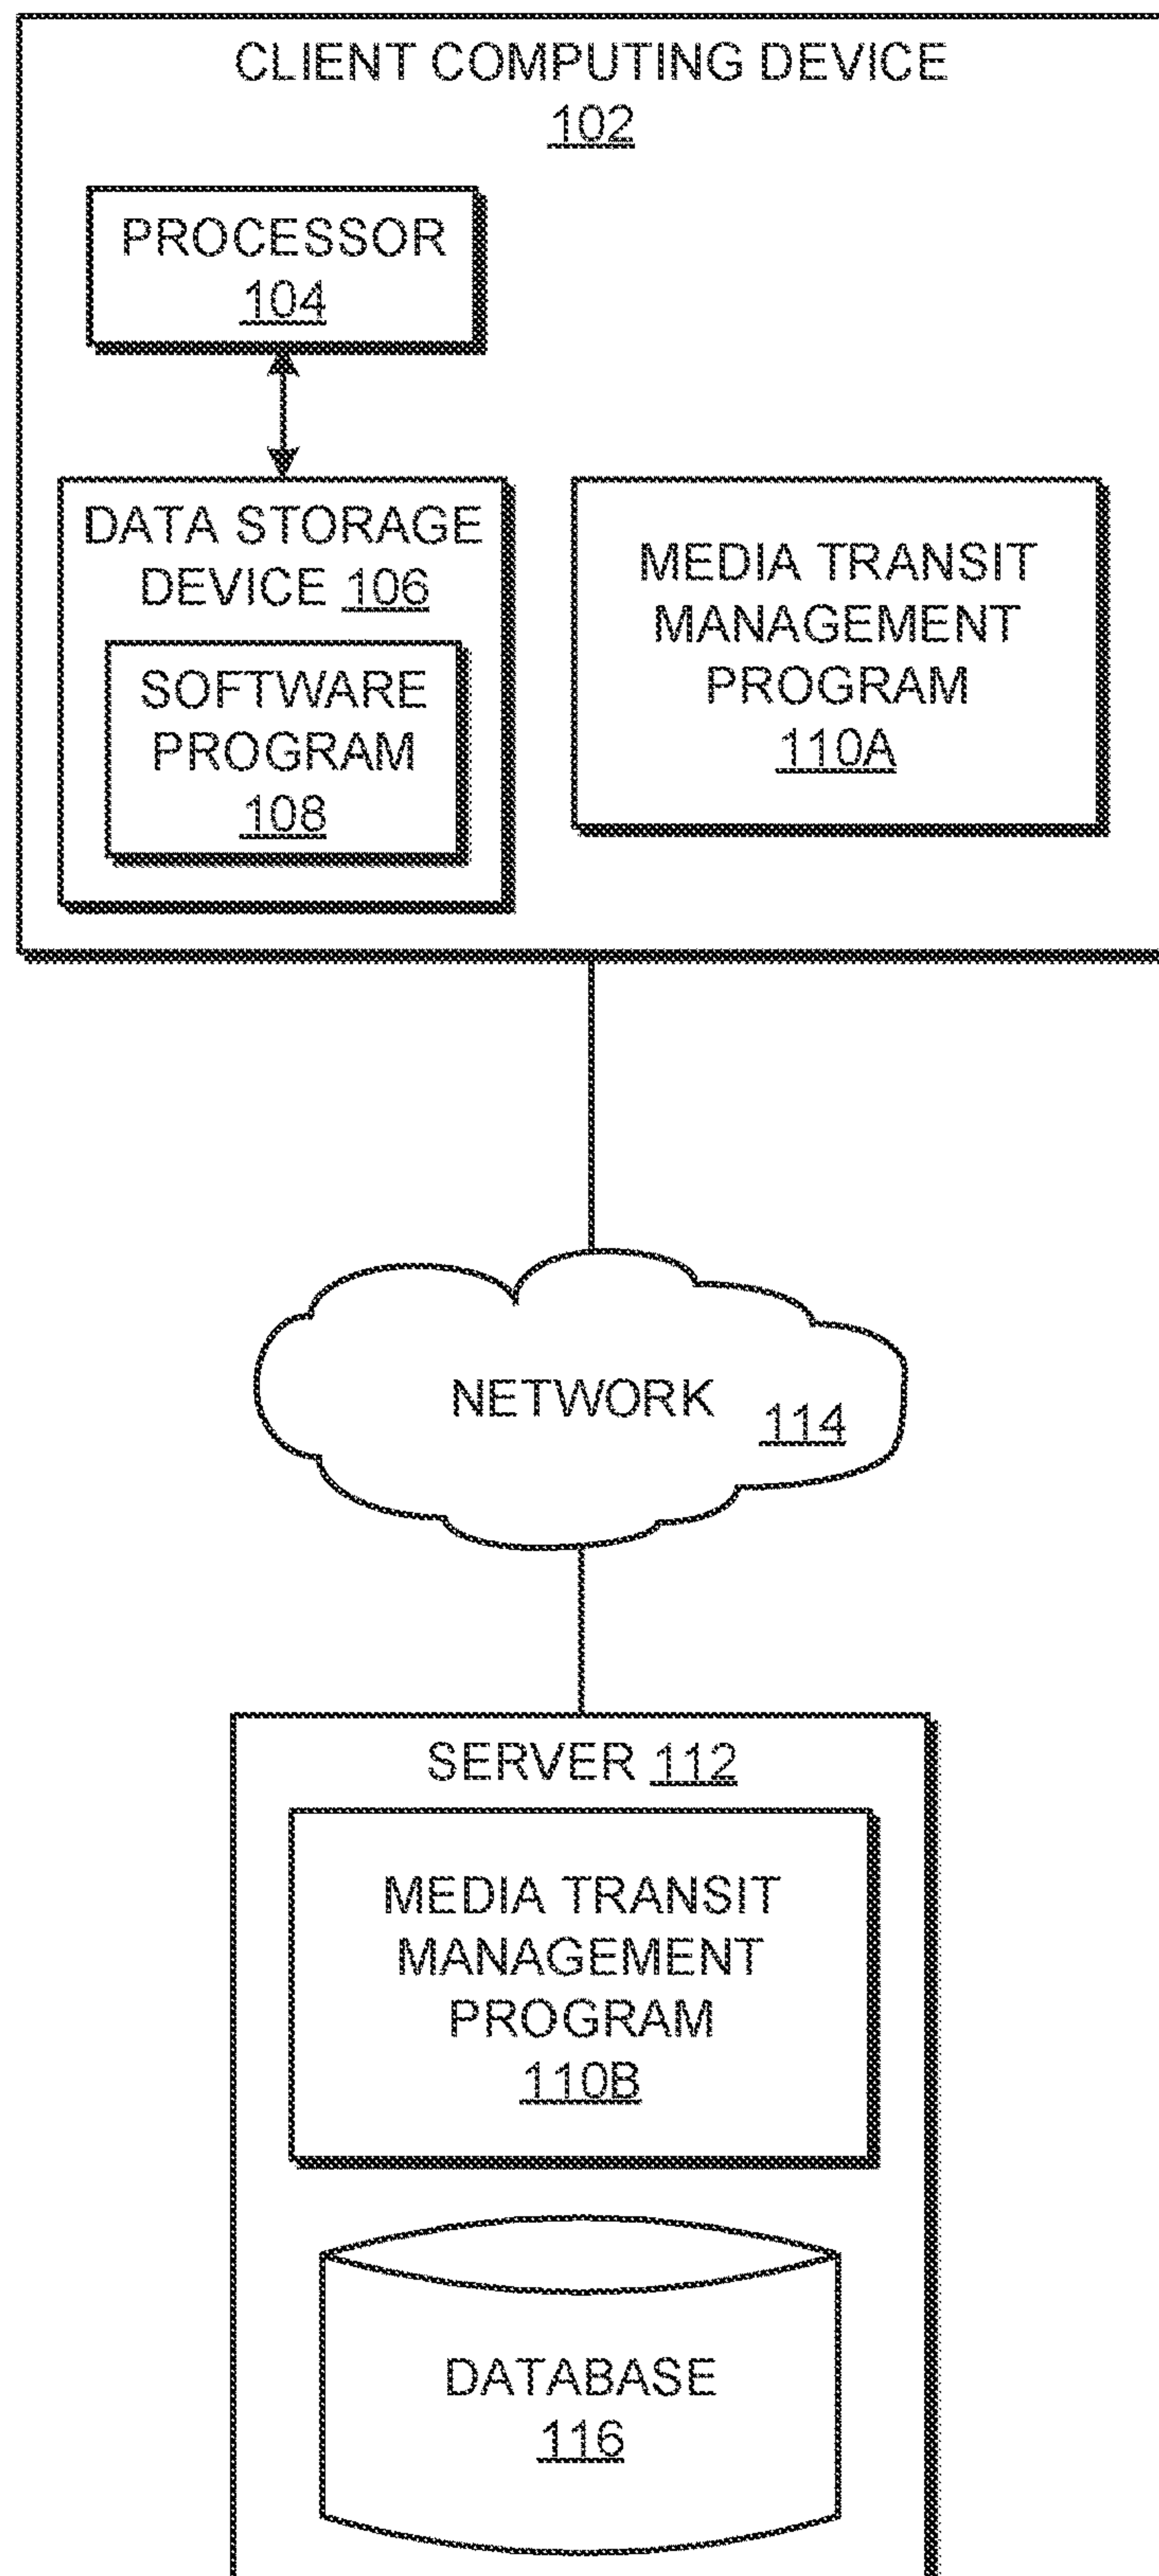 CLIENT COMPUTING DEVICE
102
PROCESSOR
104
DATA STORAGE
DEVICE 106
SOFTWARE
PROGRAM
108
MEDIA TRANSIT
MANAGEMENT
PROGRAM
110A
NETWORK 114
SERVER 112
MEDIA TRANSIT
MANAGEMENT
PROGRAM
110B
DATABASE
116